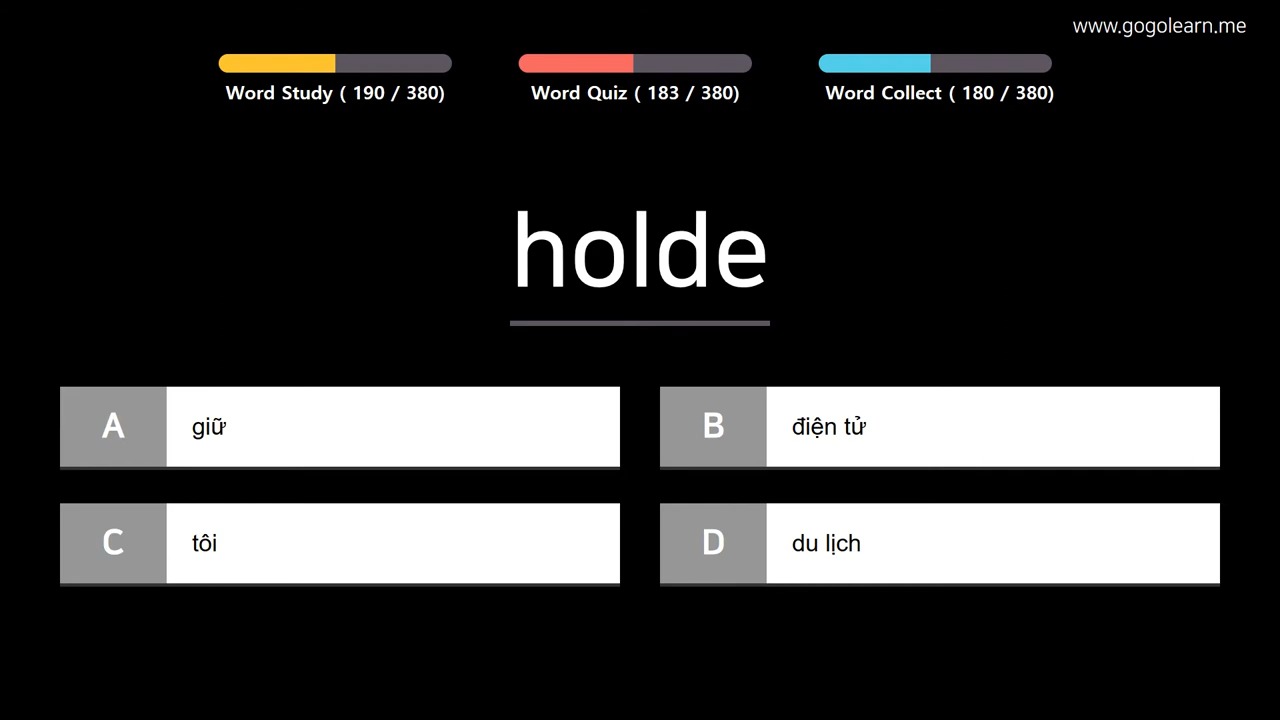 www.gogolearn.me
Word Study ( 190 / 380)
Word Quiz ( 183 / 380)
Word Collect ( 180 / 380)
holde
A
giữ
B
điện tử
C
tôi
D
du lịch